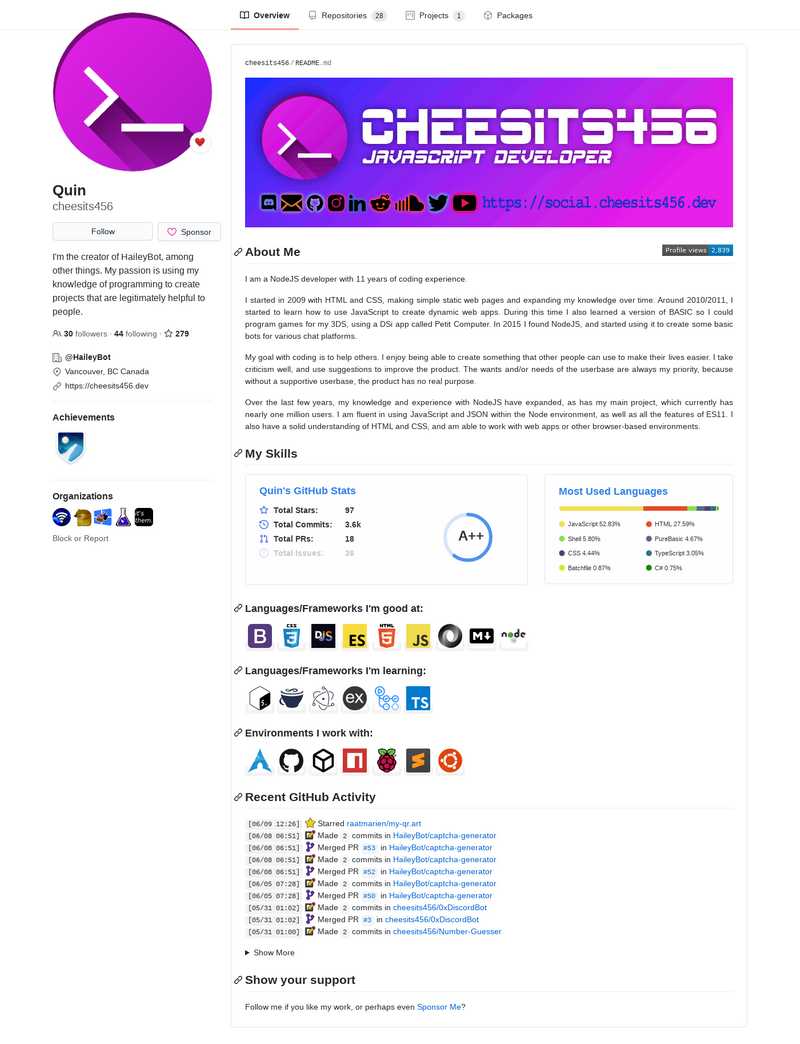 Overview
Repositories 28
Projects 1
Packages
Quin
cheesits456
Follow
Sponsor
I'm the creator of HaileyBot, among
other things. My passion is using my
knowledge of programming to create
projects that are legitimately helpful to
people.
30 followers · 44 following · 279
@HaileyBot
Vancouver, BC Canada
https://cheesits456.dev
Achievements
Organizations
it's
them
Block or Report
cheesits456 / README.md
CHEESITS456
JAVASCRIPT DEVELOPER
https://social.cheesits456.dev
About Me
Profile views 2,839
I am a NodeJS developer with 11 years of coding experience
I started in 2009 with HTML and CSS, making simple static web pages and expanding my knowledge over time. Around 2010/2011, I
started to learn how to use JavaScript to create dynamic web apps. During this time I also learned a version of BASIC so I could
program games for my 3DS, using a DSi app called Petit Computer. In 2015 I found NodeJS, and started using it to create some basic
bots for various chat platforms.
My goal with coding is to help others. I enjoy being able to create something that other people can use to make their lives easier. I take
criticism well, and use suggestions to improve the product. The wants and/or needs of the userbase are always my priority, because
without a supportive userbase, the product has no real purpose.
Over the last few years, my knowledge and experience with NodeJS have expanded, as has my main project, which currently has
nearly one million users. I am fluent in using JavaScript and JSON within the Node environment, as well as all the features of ES11. I
also have a solid understanding of HTML and CSS, and am able to work with web apps or other browser-based environments.
My Skills
Quin's GitHub Stats
Total Stars: 97
Total Commits: 3.6k
Total PRs: 18
Total Issues: 38
A++
Most Used Languages
JavaScript 52.83%
HTML 27.59%
Shell 5.80%
PureBasic 4.67%
CSS 4.44%
TypeScript 3.05%
Batchfile 0.87%
C# 0.75%
Languages/Frameworks I'm good at:
B
CSS
3
DJS
ES
HTML
5
JS
M
node
Languages/Frameworks I'm learning:
ex
TS
Environments I work with:
Recent GitHub Activity
[06/09 12:26] Starred raatmarien/my-qr.art
[06/08 06:51] Made 2 commits in HaileyBot/captcha-generator
[06/08 06:51] Merged PR #53 in HaileyBot/captcha-generator
[06/08 06:51] Made 2 commits in HaileyBot/captcha-generator
[06/08 06:51] Merged PR #52 in HaileyBot/captcha-generator
[06/05 07:28] Made 2 commits in HaileyBot/captcha-generator
[06/05 07:28] Merged PR #50 in HaileyBot/captcha-generator
[05/31 01:02] Made 2 commits in cheesits456/0xDiscordBot
[05/31 01:02] Merged PR #3 in cheesits456/0xDiscordBot
[05/31 01:00] Made 2 commits in cheesits456/Number-Guesser
Show More
Show your support
Follow me if you like my work, or perhaps even Sponsor Me?